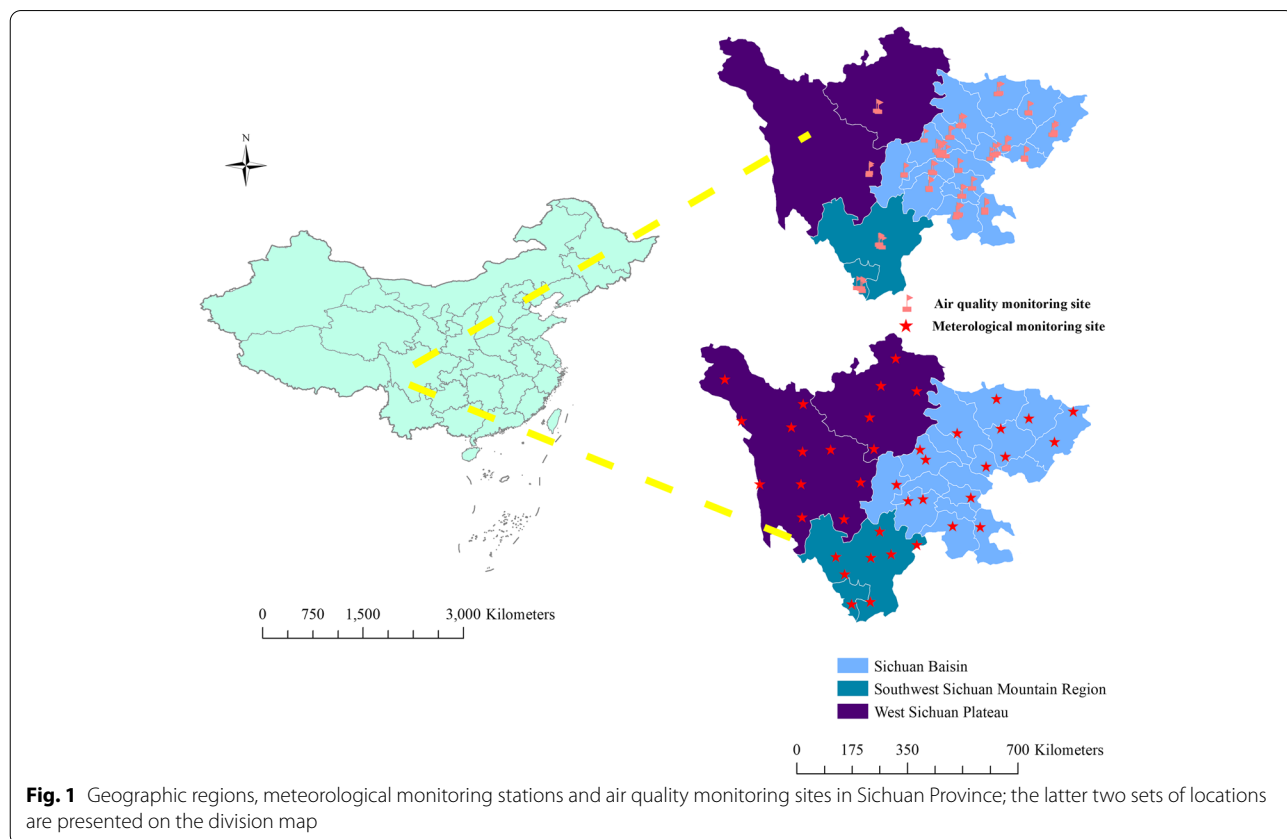 N
Air quality monitoring site
Meterological monitoring site
0 750 1,500 3,000 Kilometers
Sichuan Baisin
Southwest Sichuan Mountain Region
West Sichuan Plateau
0 175 350 700 Kilometers
Fig. 1 Geographic regions, meteorological monitoring stations and air quality monitoring sites in Sichuan Province; the latter two sets of locations
are presented on the division map